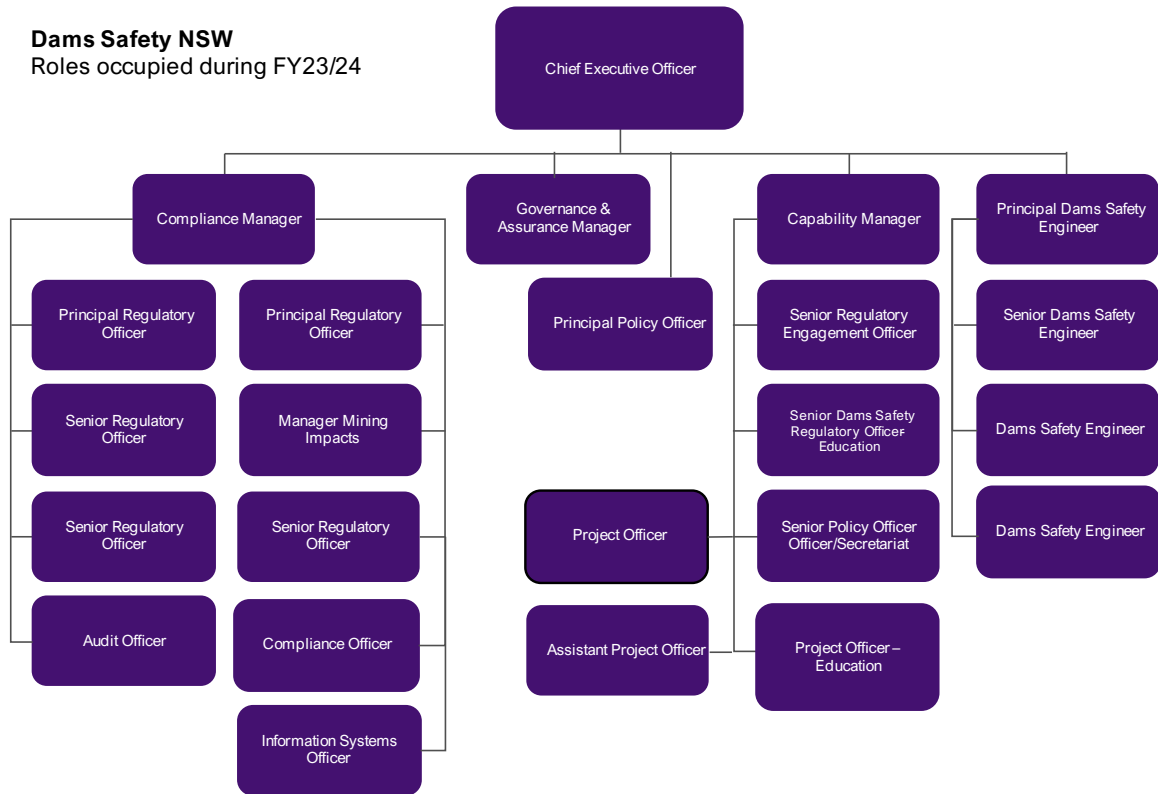 Dams Safety NSW
Roles occupied during FY23/24
Chief Executive Officer
Compliance Manager
Governance &
Assurance Manager
Capability Manager
Principal Dams Safety
Engineer
Principal Regulatory
Officer
Principal Regulatory
Officer
Principal Policy Officer
Senior Regulatory
Engagement Officer
Senior Dams Safety
Engineer
Senior Regulatory
Officer
Manager Mining
Impacts
Senior Dams Safety
Regulatory Officer-
Education
Dams Safety Engineer
Senior Regulatory
Officer
Senior Regulatory
Officer
Project Officer
Senior Policy Officer
Officer/Secretariat
Dams Safety Engineer
Audit Officer
Compliance Officer
Assistant Project Officer
Project Officer –
Education
Information Systems
Officer